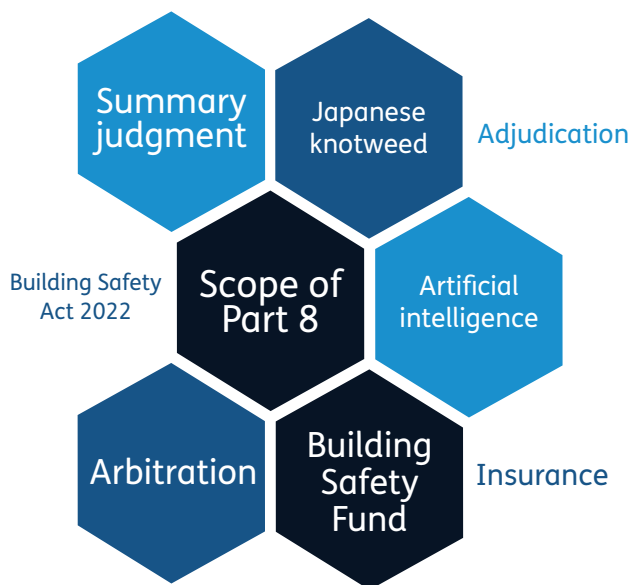 Summary
judgment
Japanese
knotweed
Adjudication
Building Safety
Act 2022
Scope of
Part 8
Artificial
intelligence
Arbitration
Building
Safety
Fund
Insurance